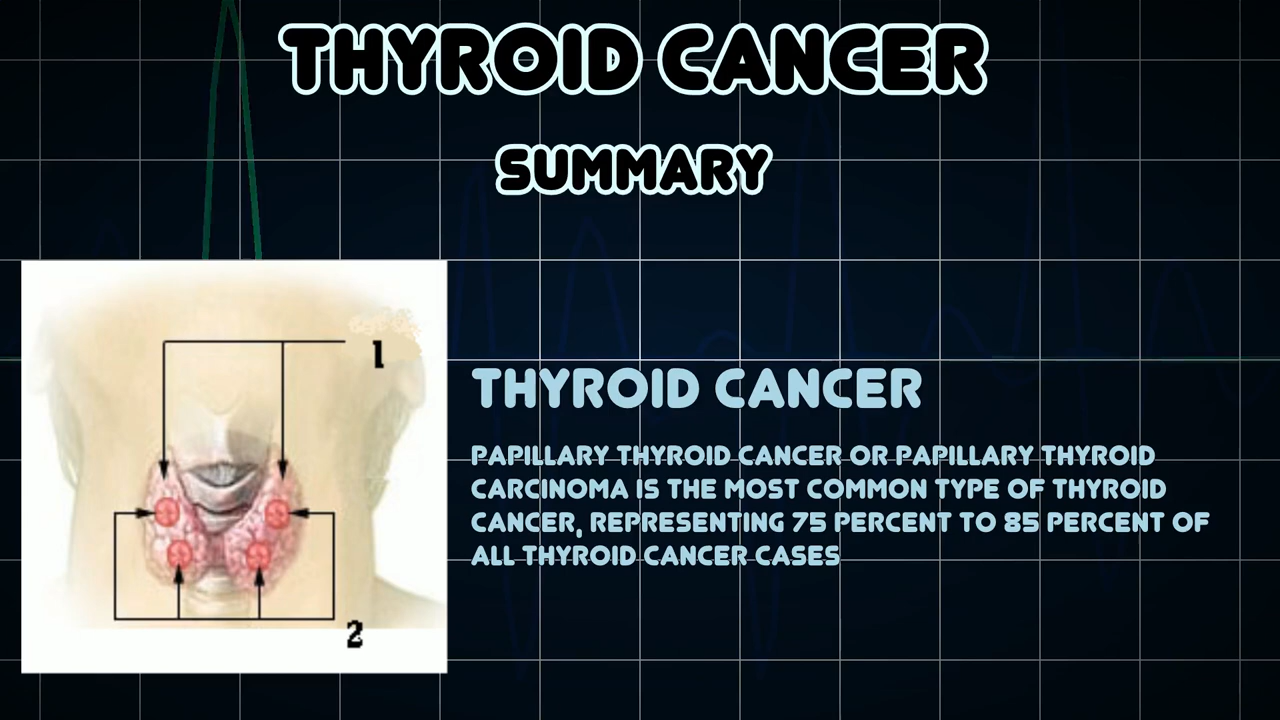 THYROID CANCER
SUMMARY
1
2
THYROID CANCER
PAPILLARY THYROID CANCER OR PAPILLARY THYROID
CARCINOMA IS THE MOST COMMON TYPE OF THYROID
CANCER, REPRESENTING 75 PERCENT TO 85 PERCENT OF
ALL THYROID CANCER CASES